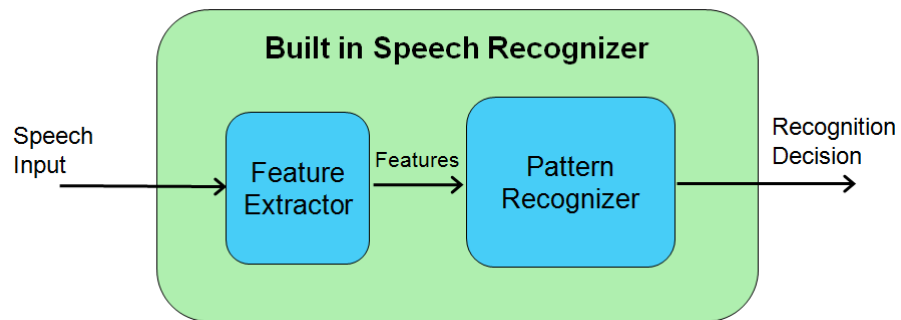 Built in Speech Recognizer
Speech
Input
Feature
Extractor
Features
Pattern
Recognizer
Recognition
Decision